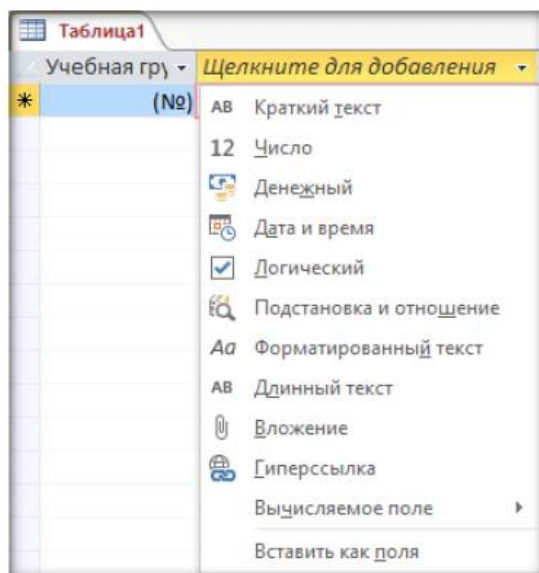 Таблица1
Учебная гру Щелкните для добавления
(№)
AB Краткий текст
12 Число
Денежный
Дата и время
Логический
Подстановка и отношение
Aa Форматированный текст
AB Длинный текст
Вложение
Гиперссылка
Вычисляемое поле
Вставить как поля